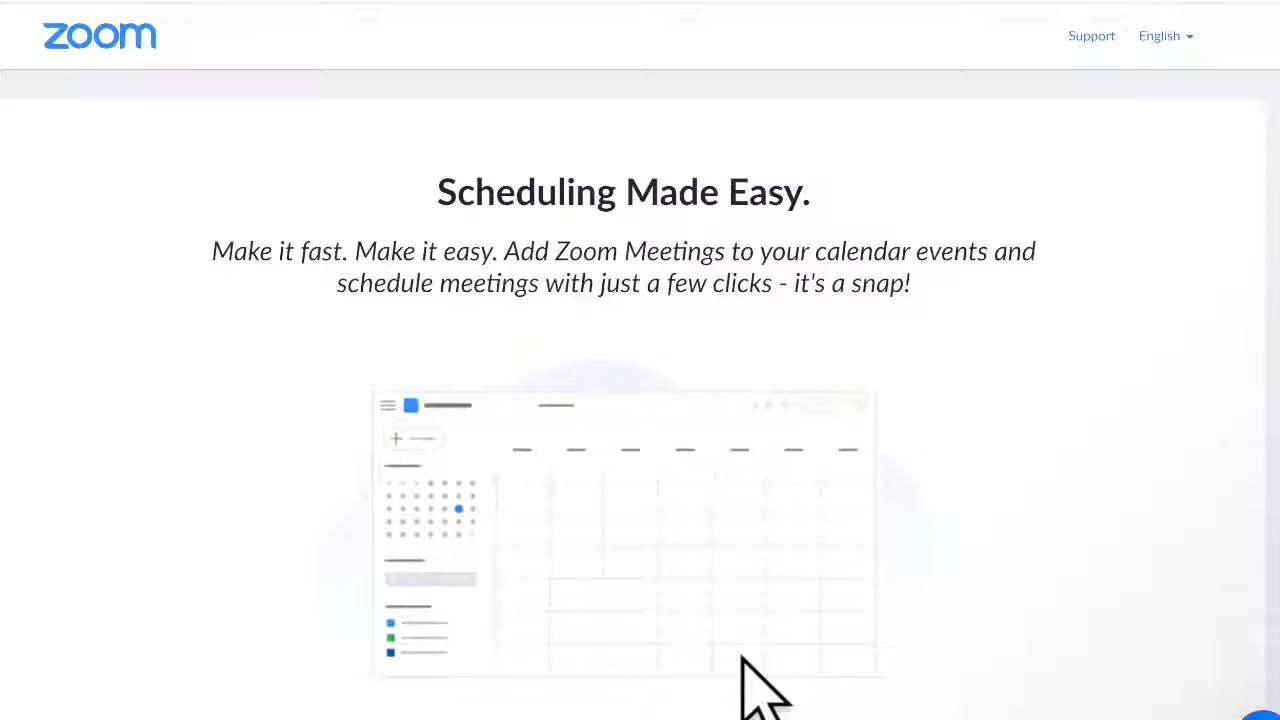 zoom
Support
English
Scheduling Made Easy.
Make it fast. Make it easy. Add Zoom Meetings to your calendar events and
schedule meetings with just a few clicks - it's a snap!